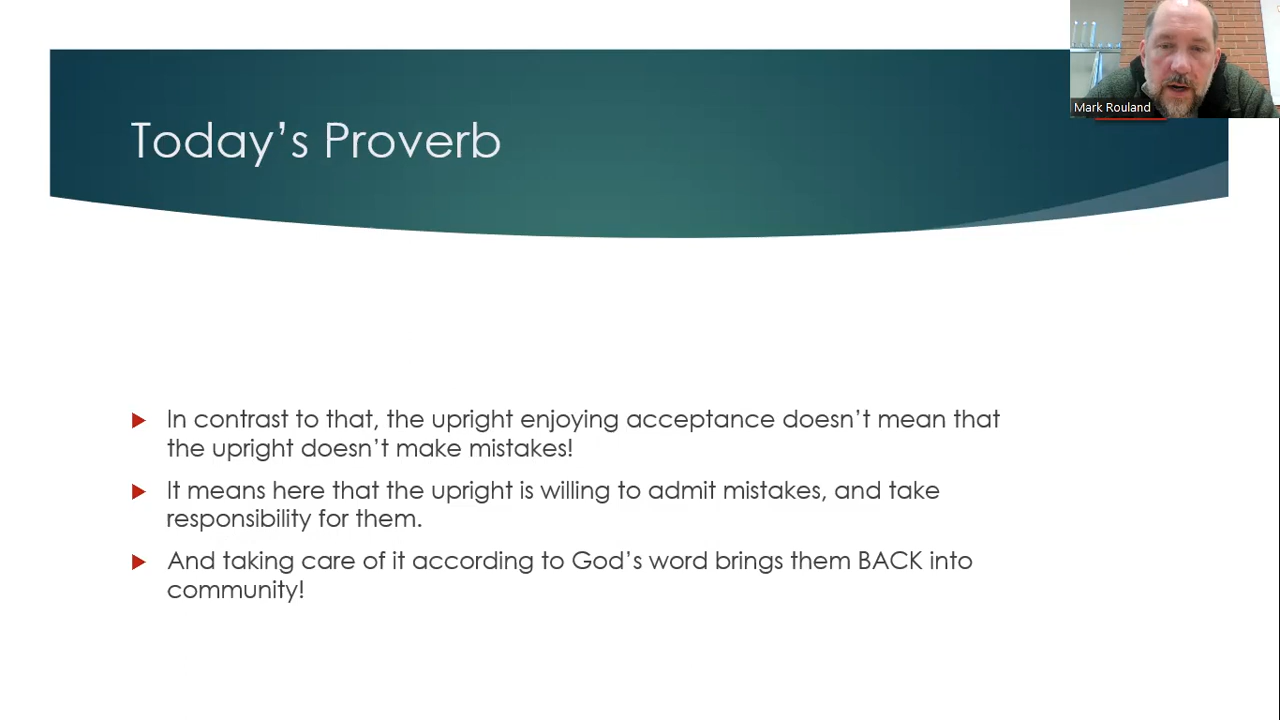 Today’s Proverb
Mark Rouland
In contrast to that, the upright enjoying acceptance doesn’t mean that
the upright doesn’t make mistakes!
It means here that the upright is willing to admit mistakes, and take
responsibility for them.
And taking care of it according to God’s word brings them BACK into
community!